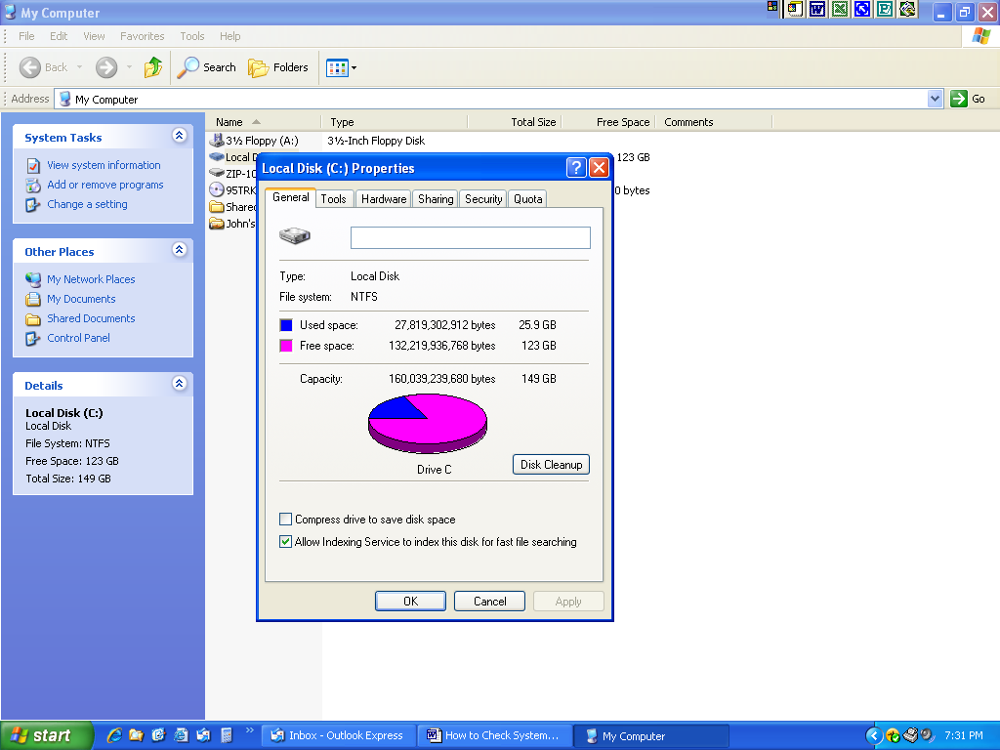 My Computer
File Edit View Favorites Tools Help
Back Search Folders
Address My Computer Go
System Tasks
View system information
Add or remove programs
Change a setting
Other Places
My Network Places
My Documents
Shared Documents
Control Panel
Details
Local Disk (C:)
Local Disk
File System: NTFS
Free Space: 123 GB
Total Size: 149 GB
Name Type Total Size Free Space Comments
3½ Floppy (A:) 3½-Inch Floppy Disk
Local D 123 GB
ZIP-10
95TRK 0 bytes
Shared
John's
Local Disk (C:) Properties
General Tools Hardware Sharing Security Quota
Type: Local Disk
File system: NTFS
Used space: 27,819,302,912 bytes 25.9 GB
Free space: 132,219,936,768 bytes 123 GB
Capacity: 160,039,239,680 bytes 149 GB
Drive C
Disk Cleanup
Compress drive to save disk space
Allow Indexing Service to index this disk for fast file searching
OK Cancel Apply
start Inbox - Outlook Express How to Check System... My Computer 7:31 PM